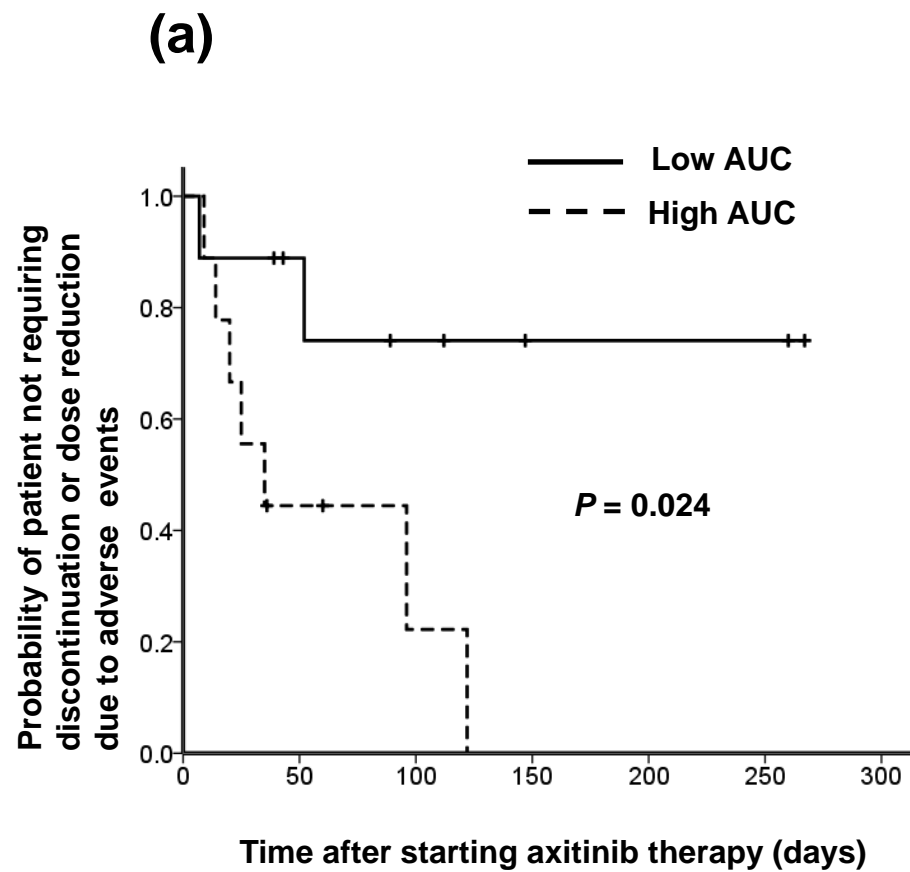 (a)
Low AUC
High AUC
Probability of patient not requiring
discontinuation or dose reduction
due to adverse events
1.0
0.8
0.6
0.4
0.2
0.0
P = 0.024
0 50 100 150 200 250 300
Time after starting axitinib therapy (days)